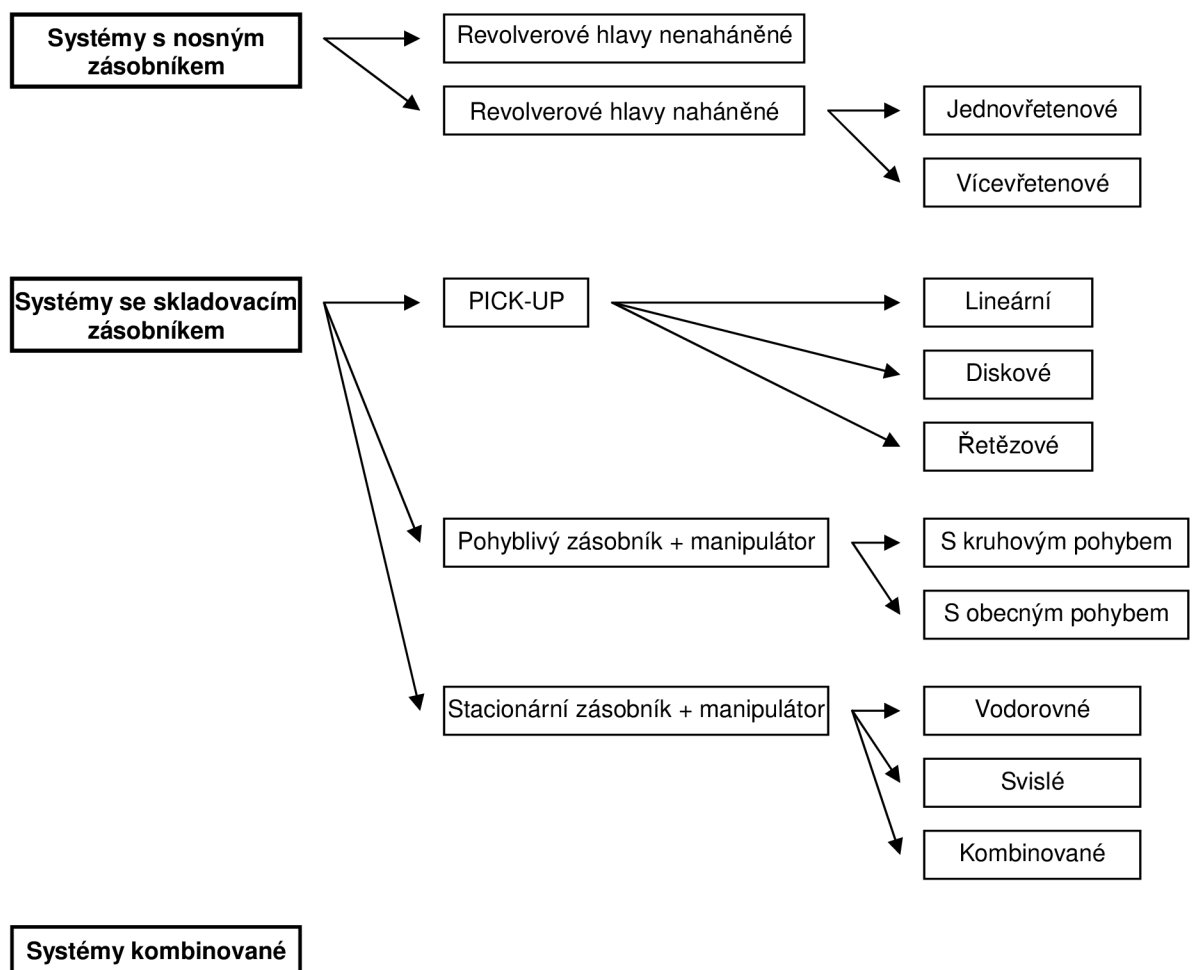 Systémy s nosným
zásobníkem
Revolverové hlavy nenaháněné
Revolverové hlavy naháněné
Jednovřetenové
Vícevřetenové
Systémy se skladovacím
zásobníkem
PICK-UP
Lineární
Diskové
Řetězové
Pohyblivý zásobník + manipulátor
S kruhovým pohybem
S obecným pohybem
Stacionární zásobník + manipulátor
Vodorovné
Svislé
Kombinované
Systémy kombinované